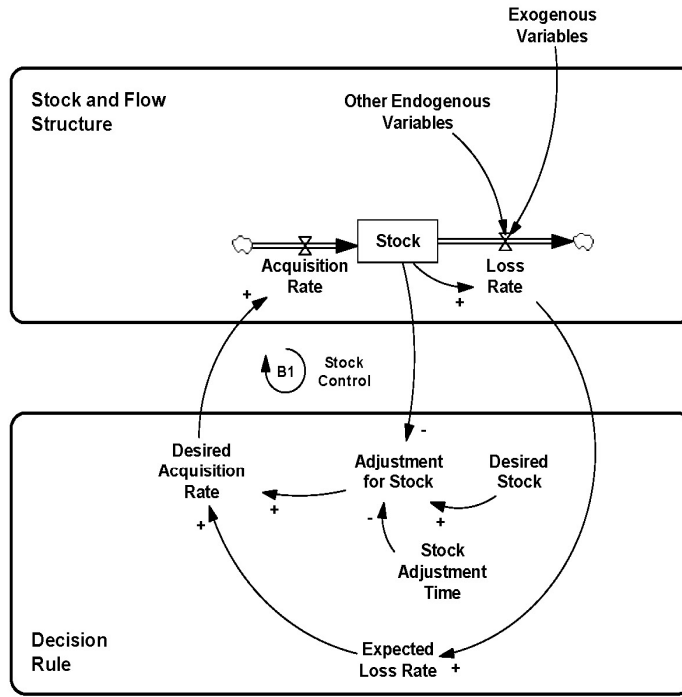 Exogenous
Variables
Stock and Flow
Structure
Other Endogenous
Variables
Stock
Acquisition
Rate
Loss
Rate
+
+
B1
Stock
Control
-
Desired
Acquisition
Rate
Adjustment
for Stock
Desired
Stock
+
+
-
+
Stock
Adjustment
Time
Decision
Rule
Expected
Loss Rate
+